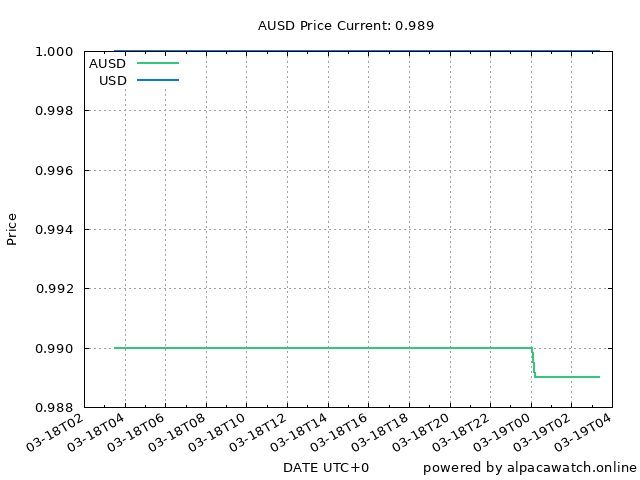 AUSD Price Current: 0.989
1.000
AUSD
USD
0.998
0.996
0.994
0.992
0.990
0.988
Price
03-18T02
03-18T04
03-18T06
03-18T08
03-18T10
03-18T12
03-18T14
03-18T16
03-18T18
03-18T20
03-18T22
03-19T00
03-19T02
03-19T04
DATE UTC+0
powered by alpacawatch.online